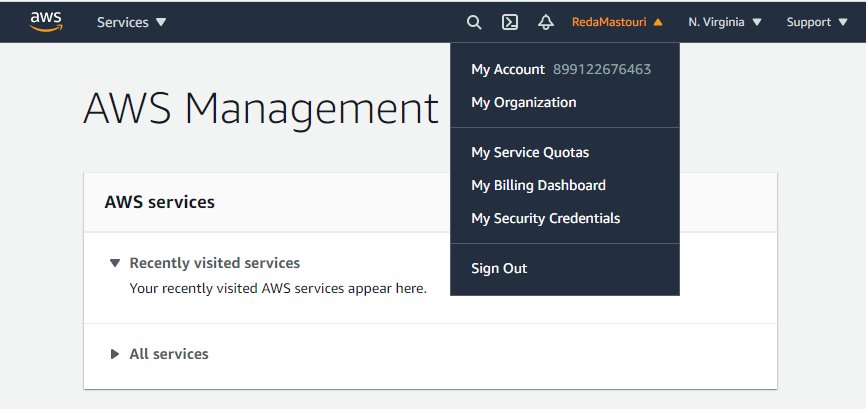 aws Services RedaMastouri N. Virginia Support
My Account 899122676463
My Organization
My Service Quotas
My Billing Dashboard
My Security Credentials
Sign Out
AWS Management
AWS services
Recently visited services
Your recently visited AWS services appear here.
All services